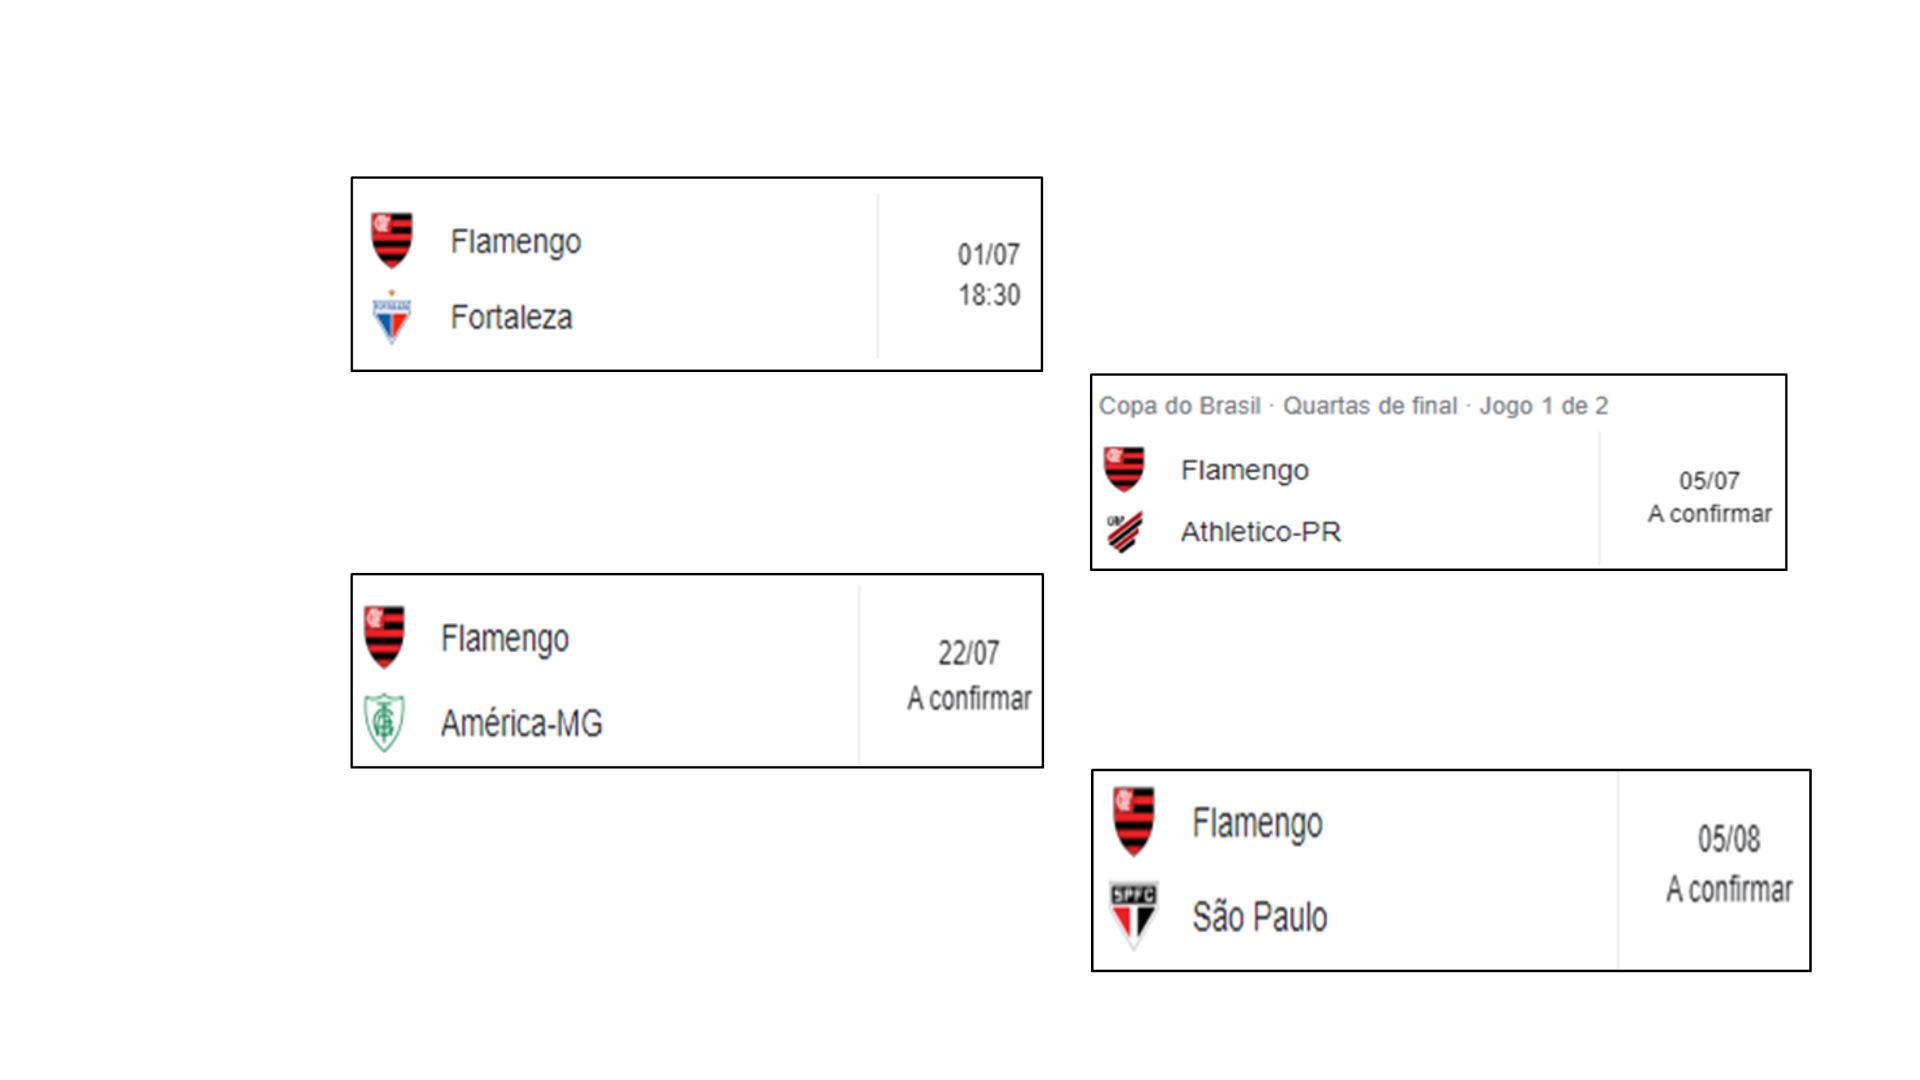 Flamengo
Fortaleza
01/07
18:30
Copa do Brasil · Quartas de final · Jogo 1 de 2
Flamengo
Athletico-PR
05/07
A confirmar
Flamengo
América-MG
22/07
A confirmar
Flamengo
SPFC
São Paulo
05/08
A confirmar